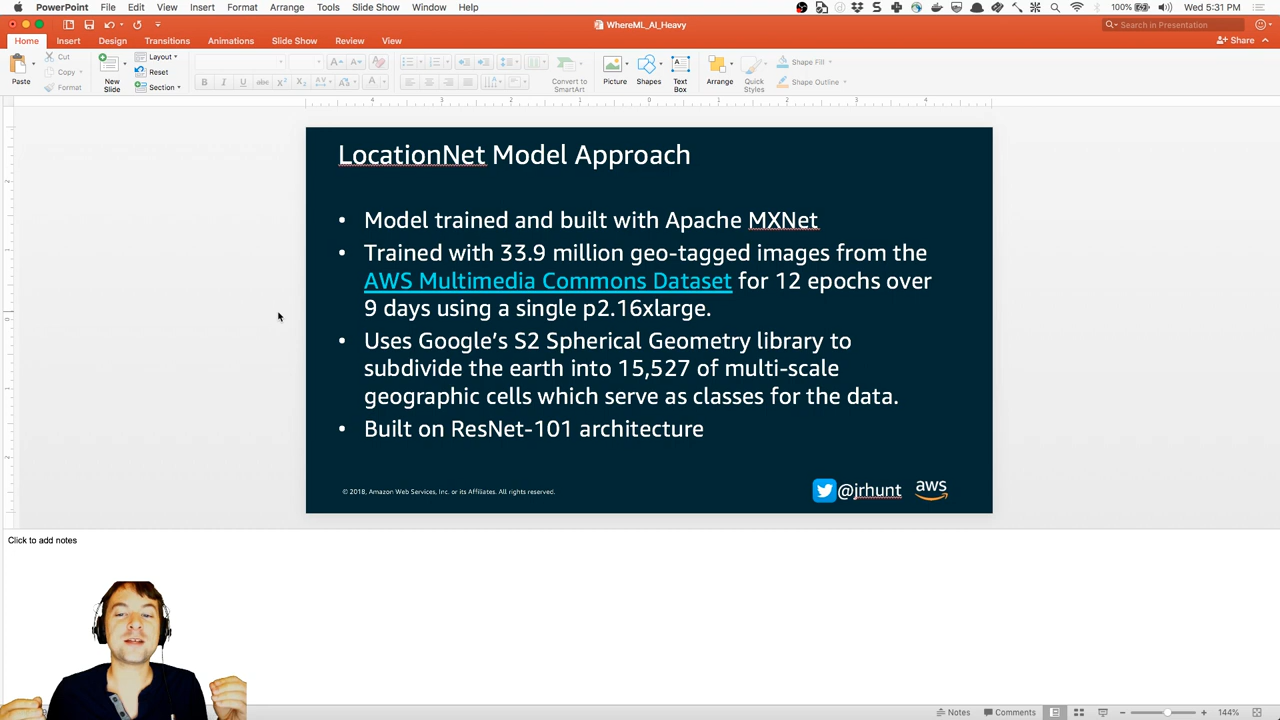 PowerPoint File Edit View Insert Format Arrange Tools Slide Show Window Help 100% Wed 5:31 PM
WhereML_AI_Heavy
Search in Presentation
Home Insert Design Transitions Animations Slide Show Review View Share
Paste Cut Copy Format New Slide Layout Reset Section Convert to SmartArt Picture Shapes Text Box Arrange Quick Styles Shape Fill Shape Outline
LocationNet Model Approach
• Model trained and built with Apache MXNet
• Trained with 33.9 million geo-tagged images from the
AWS Multimedia Commons Dataset for 12 epochs over
9 days using a single p2.16xlarge.
• Uses Google’s S2 Spherical Geometry library to
subdivide the earth into 15,527 of multi-scale
geographic cells which serve as classes for the data.
• Built on ResNet-101 architecture
© 2018, Amazon Web Services, Inc. or its Affiliates. All rights reserved.
@jrhunt aws
Click to add notes
Notes Comments 144%